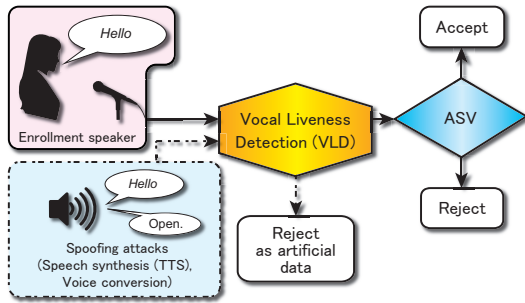 Hello
Enrollment speaker
Hello
Open.
Spoofing attacks
(Speech synthesis (TTS),
Voice conversion)
Vocal Liveness
Detection (VLD)
Reject
as artificial
data
Accept
ASV
Reject